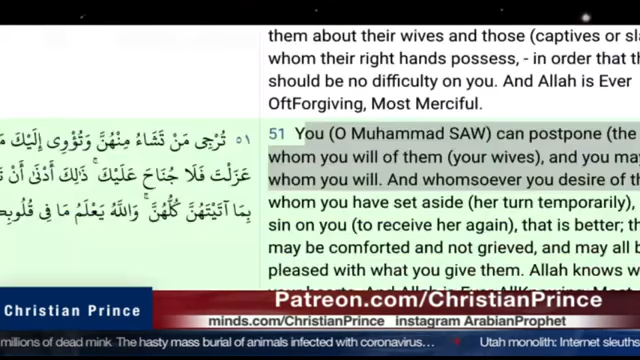 them about their wives and those (captives or
whom their right hands possess, - in order that
should be no difficulty on you. And Allah is Ever
OftForgiving, Most Merciful.
51 You (O Muhammad SAW) can postpone (the
whom you will of them (your wives), and you may
whom you will. And whomsoever you desire of
whom you have set aside (her turn temporarily),
sin on you (to receive her again), that is better;
may be comforted and not grieved, and may all
pleased with what you give them. Allah knows
٥١ تُرْجِي مَن تَشَاءُ مِنْهُنَّ وَتُؤْوِي إِلَيْكَ
عَزَلْتَ فَلَا جُنَاحَ عَلَيْكَ ۚ ذَٰلِكَ أَدْنَىٰ أَن
بِمَا آتَيْتَهُنَّ كُلُّهُنَّ ۚ وَاللَّهُ يَعْلَمُ مَا فِي
Christian Prince
Patreon.com/ChristianPrince
minds.com/ChristianPrince instagram ArabianProphet
millions of dead mink The hasty mass burial of animals infected with coronavirus... Utah monolith: Internet sleuths